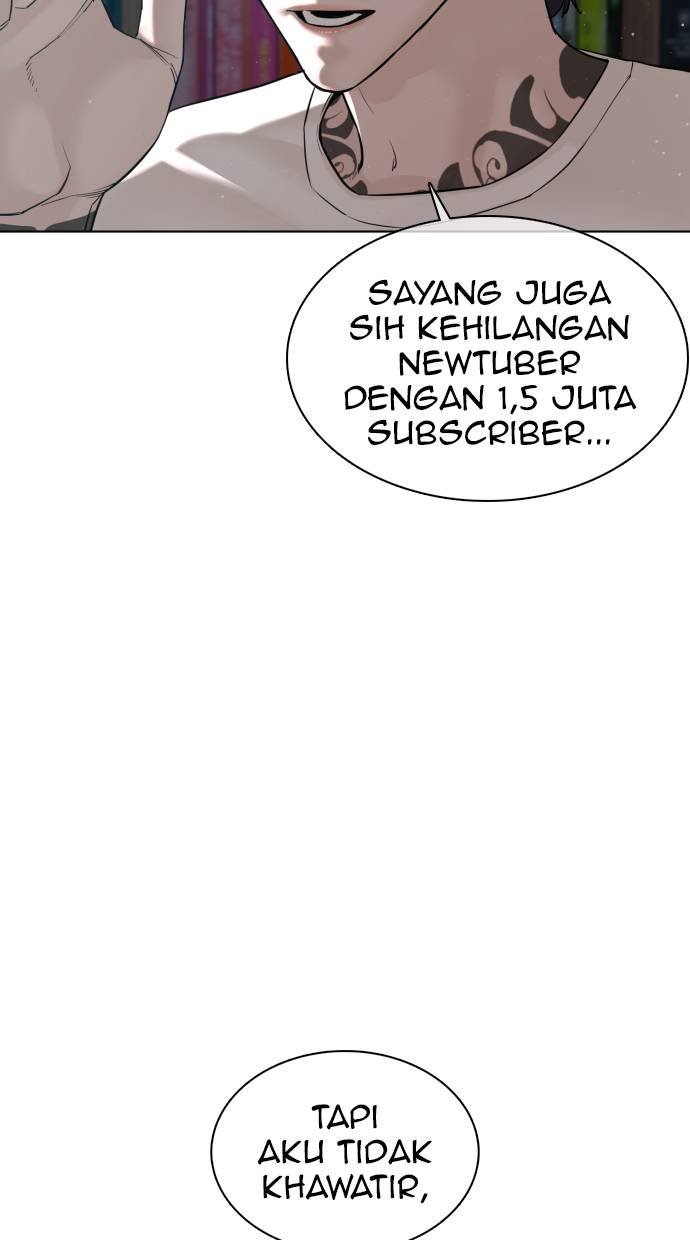 SAYANG JUGA
SIH KEHILANGAN
NEWTUBER
DENGAN 1,5 JUTA
SUBSCRIBER...
TAPI
AKU TIDAK
KHAWATIR,